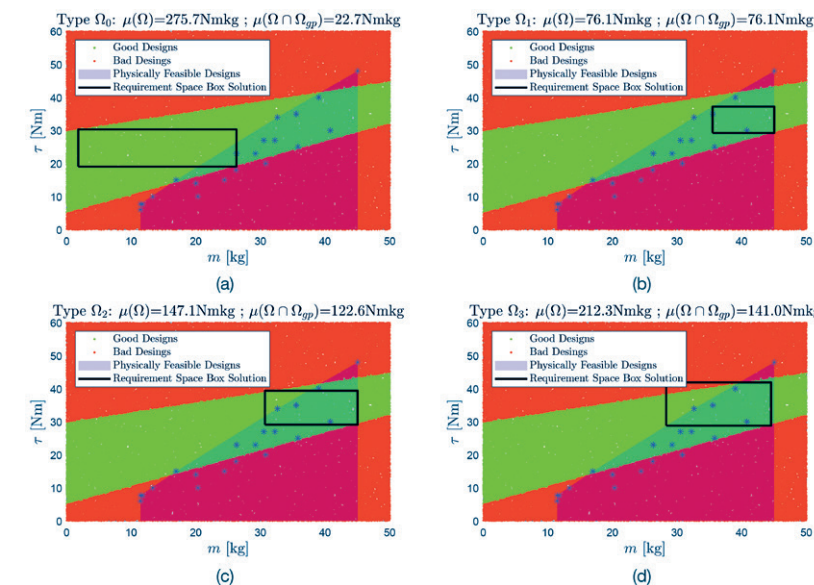 Type Ω₀: μ(Ω)=275.7Nmkg ; μ(Ω ∩ Ω_gp)=22.7Nmkg
60
50
40
30
20
10
0
τ [Nm]
Good Designs
Bad Desings
Physically Feasible Designs
Requirement Space Box Solution
0 10 20 30 40 50
m [kg]
(a)
Type Ω₁: μ(Ω)=76.1Nmkg ; μ(Ω ∩ Ω_gp)=76.1Nmkg
60
50
40
30
20
10
0
τ [Nm]
Good Designs
Bad Desings
Physically Feasible Designs
Requirement Space Box Solution
0 10 20 30 40 50
m [kg]
(b)
Type Ω₂: μ(Ω)=147.1Nmkg ; μ(Ω ∩ Ω_gp)=122.6Nmkg
60
50
40
30
20
10
0
τ [Nm]
Good Designs
Bad Desings
Physically Feasible Designs
Requirement Space Box Solution
0 10 20 30 40 50
m [kg]
(c)
Type Ω₃: μ(Ω)=212.3Nmkg ; μ(Ω ∩ Ω_gp)=141.0Nmkg
60
50
40
30
20
10
0
τ [Nm]
Good Designs
Bad Desings
Physically Feasible Designs
Requirement Space Box Solution
0 10 20 30 40 50
m [kg]
(d)